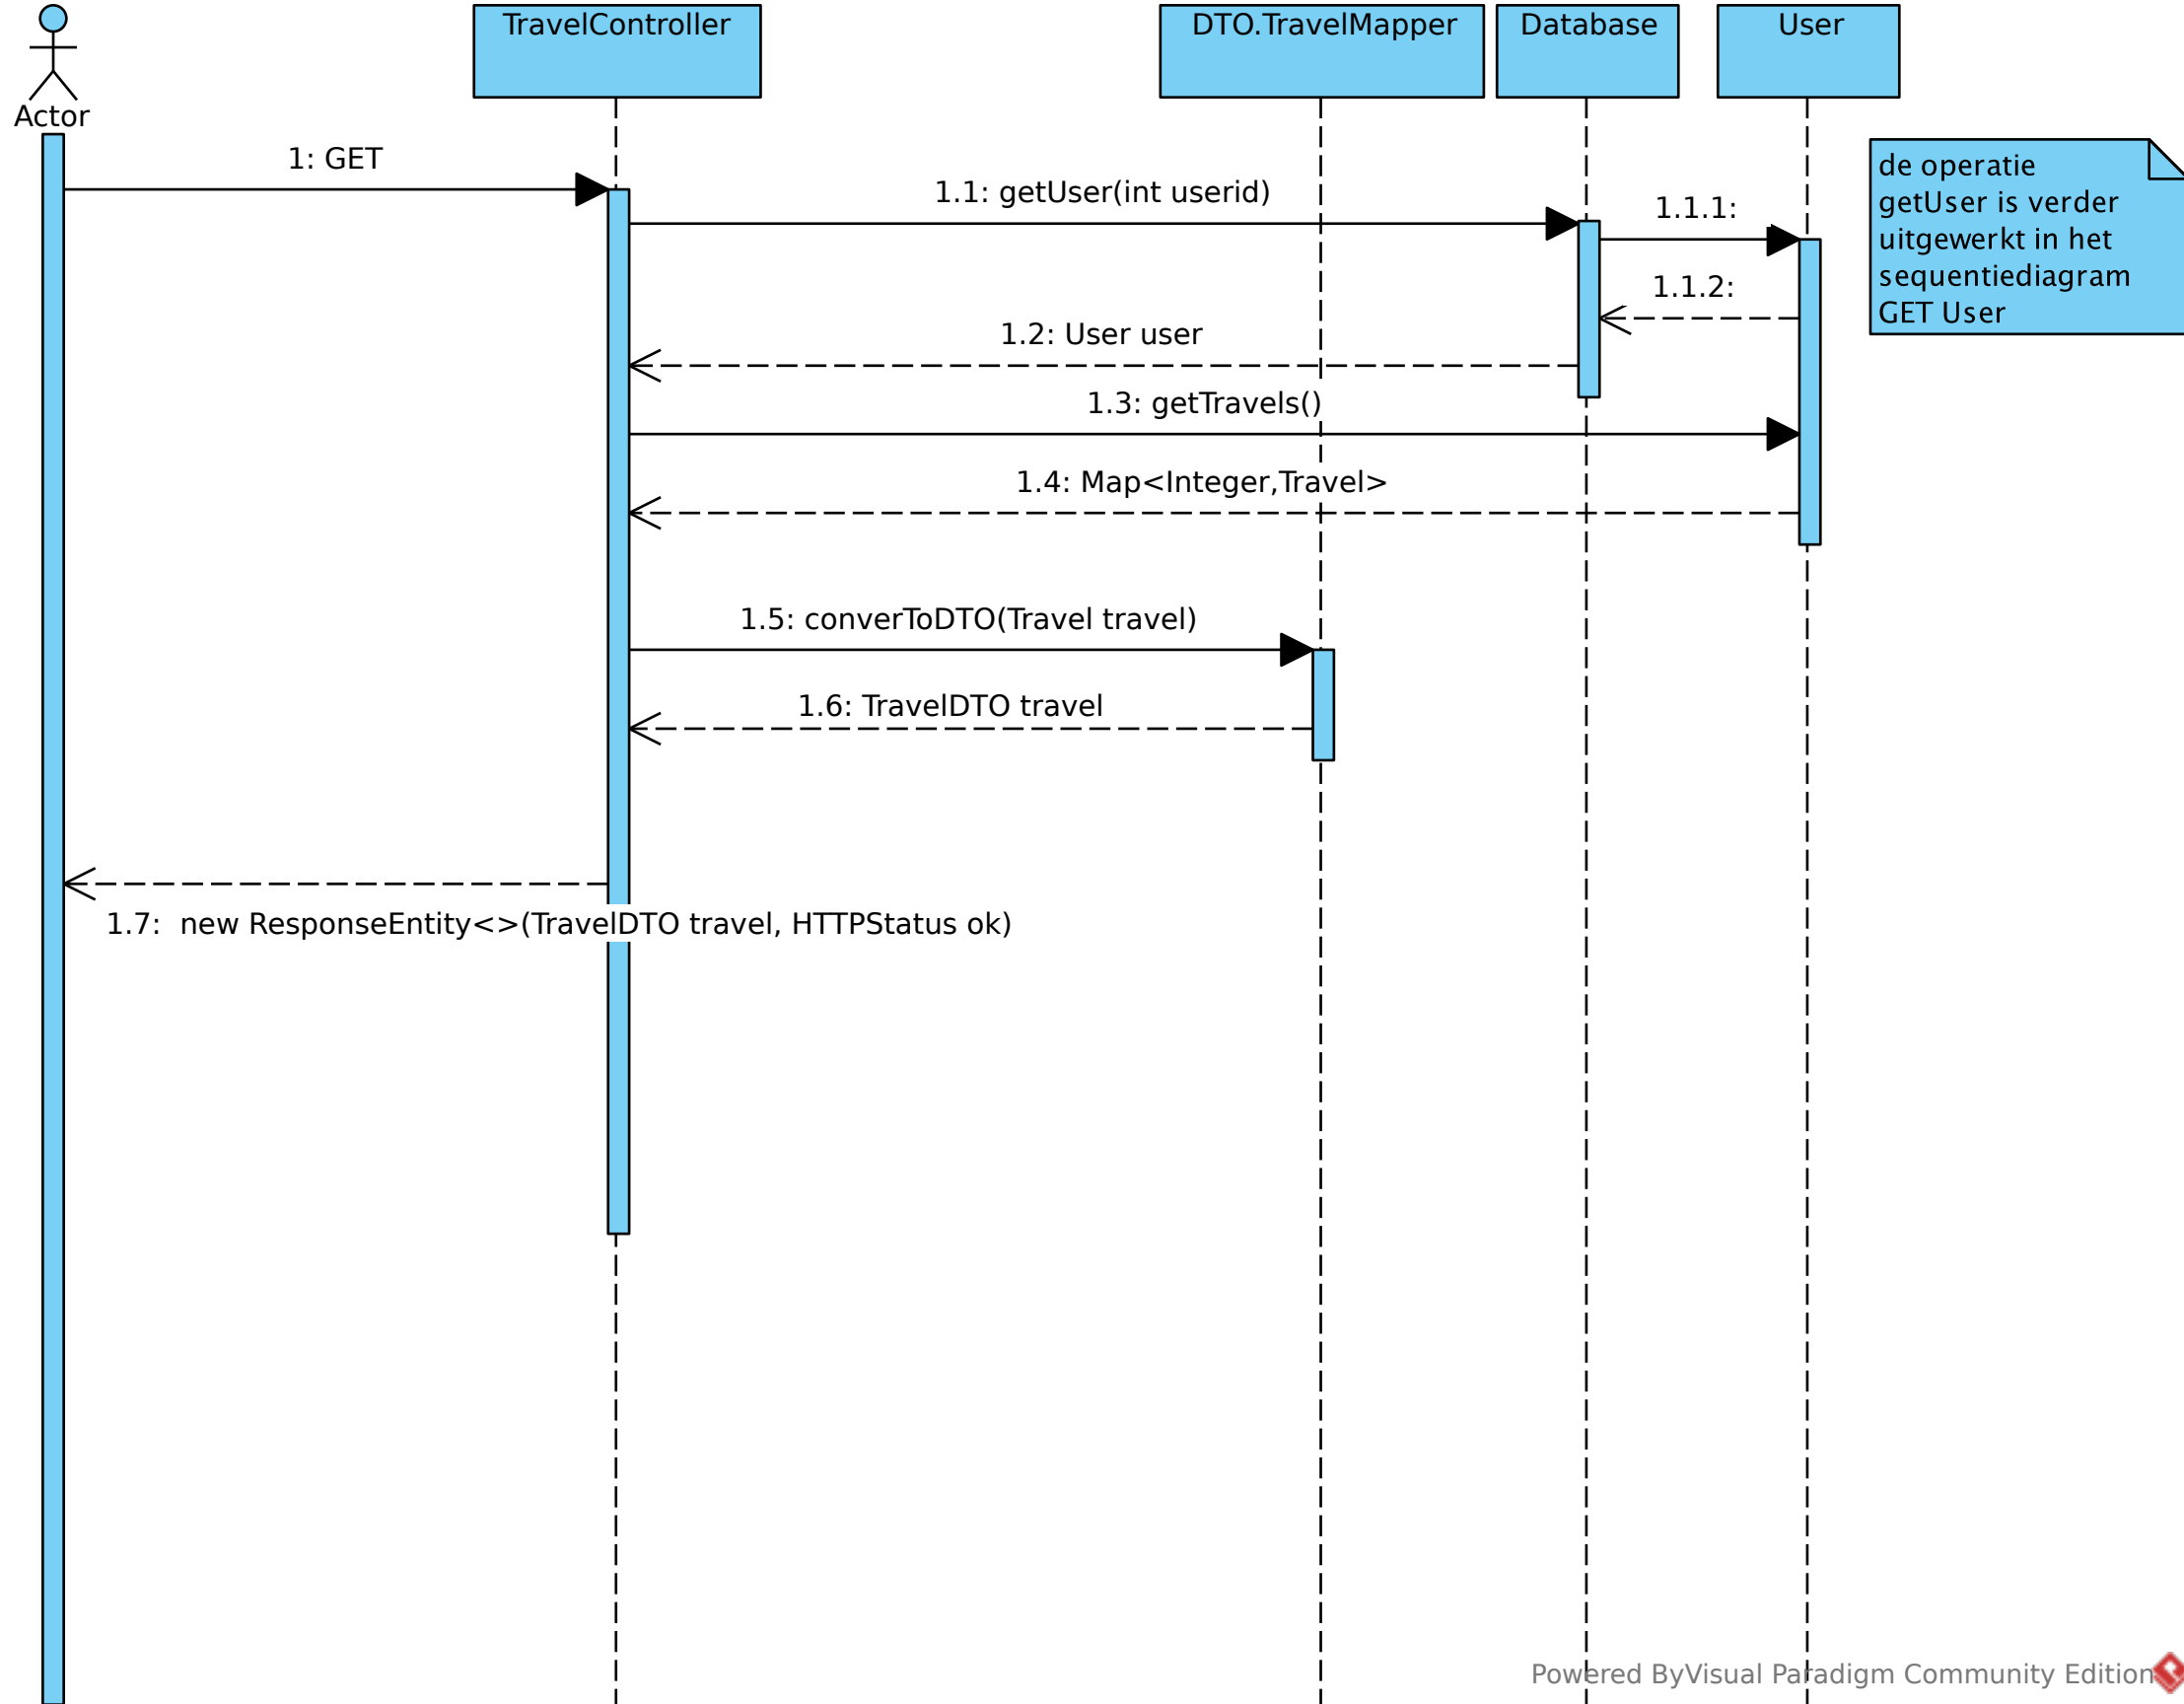 TravelController
DTO.TravelMapper
Database
User
Actor
1: GET
1.1: getUser(int userid)
1.1.1:
1.1.2:
de operatie
getUser is verder
uitgewerkt in het
sequentiediagram
GET User
1.2: User user
1.3: getTravels()
1.4: Map<Integer,Travel>
1.5: converToDTO(Travel travel)
1.6: TravelDTO travel
1.7:  new ResponseEntity<>(TravelDTO travel, HTTPStatus ok)
Powered ByVisual Paradigm Community Edition